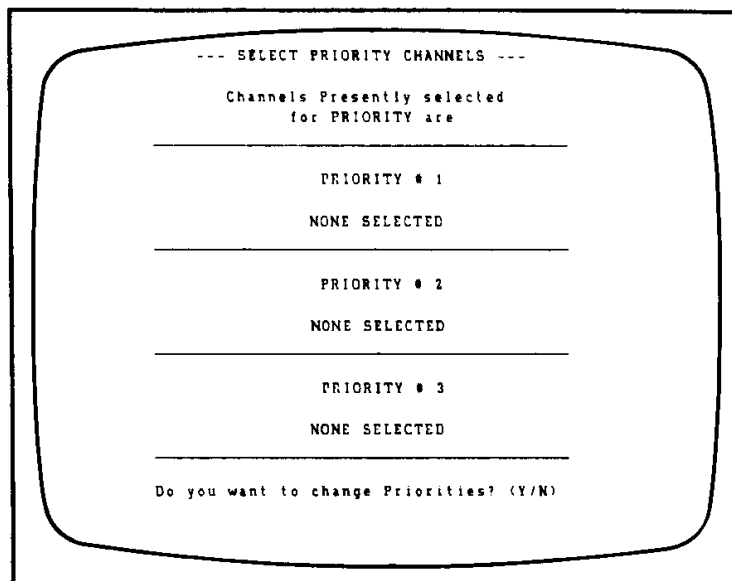 --- SELECT PRIORITY CHANNELS ---
Channels Presently selected
for PRIORITY are
PRIORITY # 1
NONE SELECTED
PRIORITY # 2
NONE SELECTED
PRIORITY # 3
NONE SELECTED
Do you want to change Priorities? (Y/N)